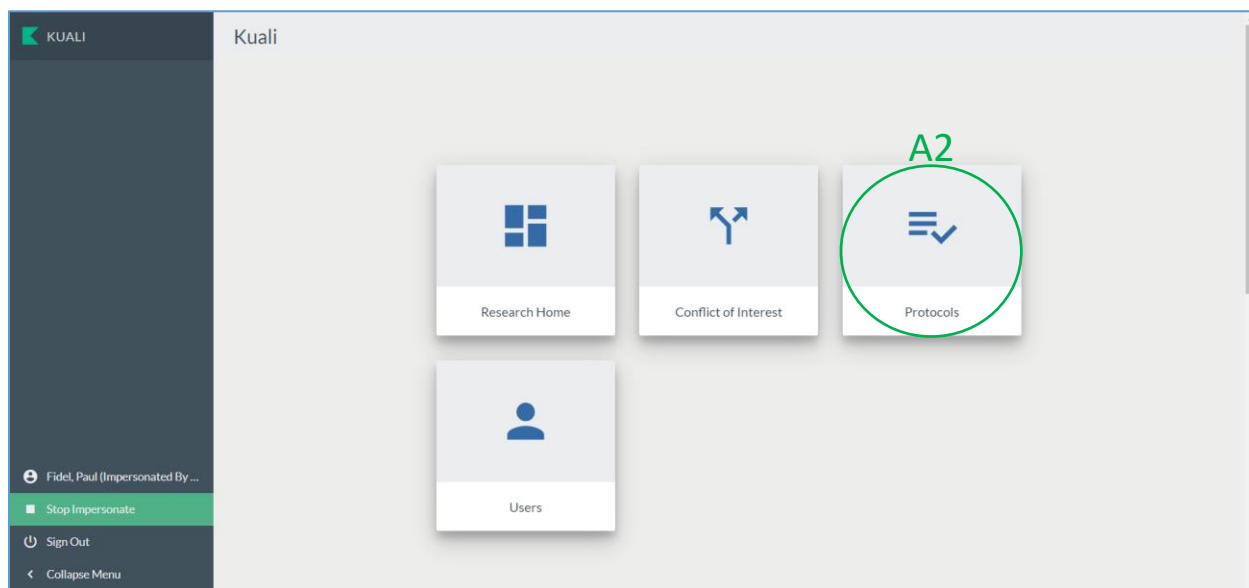 KUALI
Kuali
A2
Research Home
Conflict of Interest
Protocols
Users
Fidel, Paul (Impersonated By ...
Stop Impersonate
Sign Out
Collapse Menu